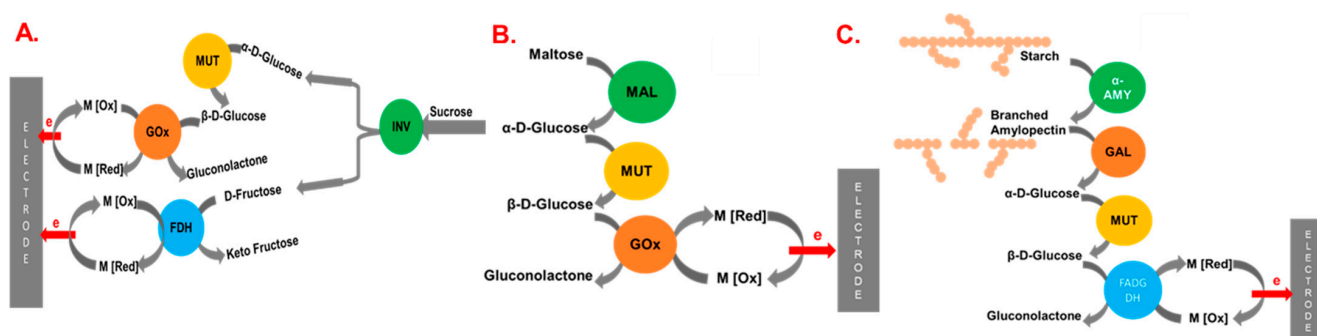 A.
MUT
α-D-Glucose
M [Ox]
β-D-Glucose
GOx
e
M [Red]
Gluconolactone
INV
Sucrose
D-Fructose
M [Ox]
FDH
e
M [Red]
Keto Fructose
ELECTRODE
B.
Maltose
MAL
α-D-Glucose
MUT
β-D-Glucose
M [Red]
GOx
e
Gluconolactone
M [Ox]
ELECTRODE
C.
Starch
α-
AMY
Branched
Amylopectin
GAL
α-D-Glucose
MUT
β-D-Glucose
M [Red]
FADG
DH
e
Gluconolactone
M [Ox]
ELECTRODE